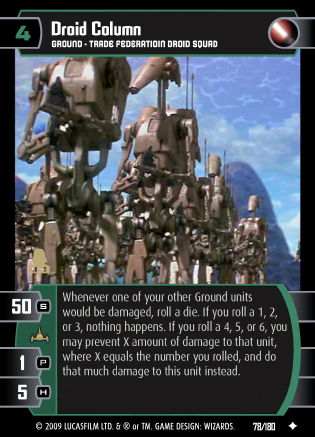 4
Droid Column
GROUND - TRADE FEDERATIOIN DROID SQUAD
50 S
1 P
5 H
Whenever one of your other Ground units
would be damaged, roll a die. If you roll a 1, 2,
or 3, nothing happens. If you roll a 4, 5, or 6, you
may prevent X amount of damage to that unit,
where X equals the number you rolled, and do
that much damage to this unit instead.
© 2009 LUCASFILM LTD. & ® or TM. GAME DESIGN: WIZARDS. 78/180